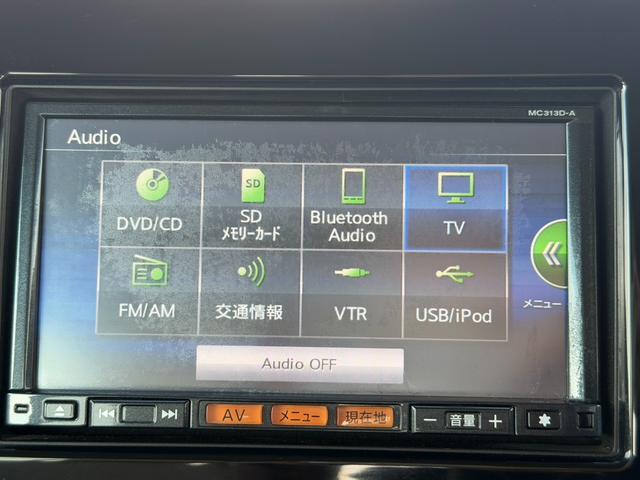 MC313D-A
Audio
DVD/CD
SD
メモリーカード
Bluetooth
Audio
TV
FM/AM
交通情報
VTR
USB/iPod
メニュー
Audio OFF
AV
メニュー
現在地
音量